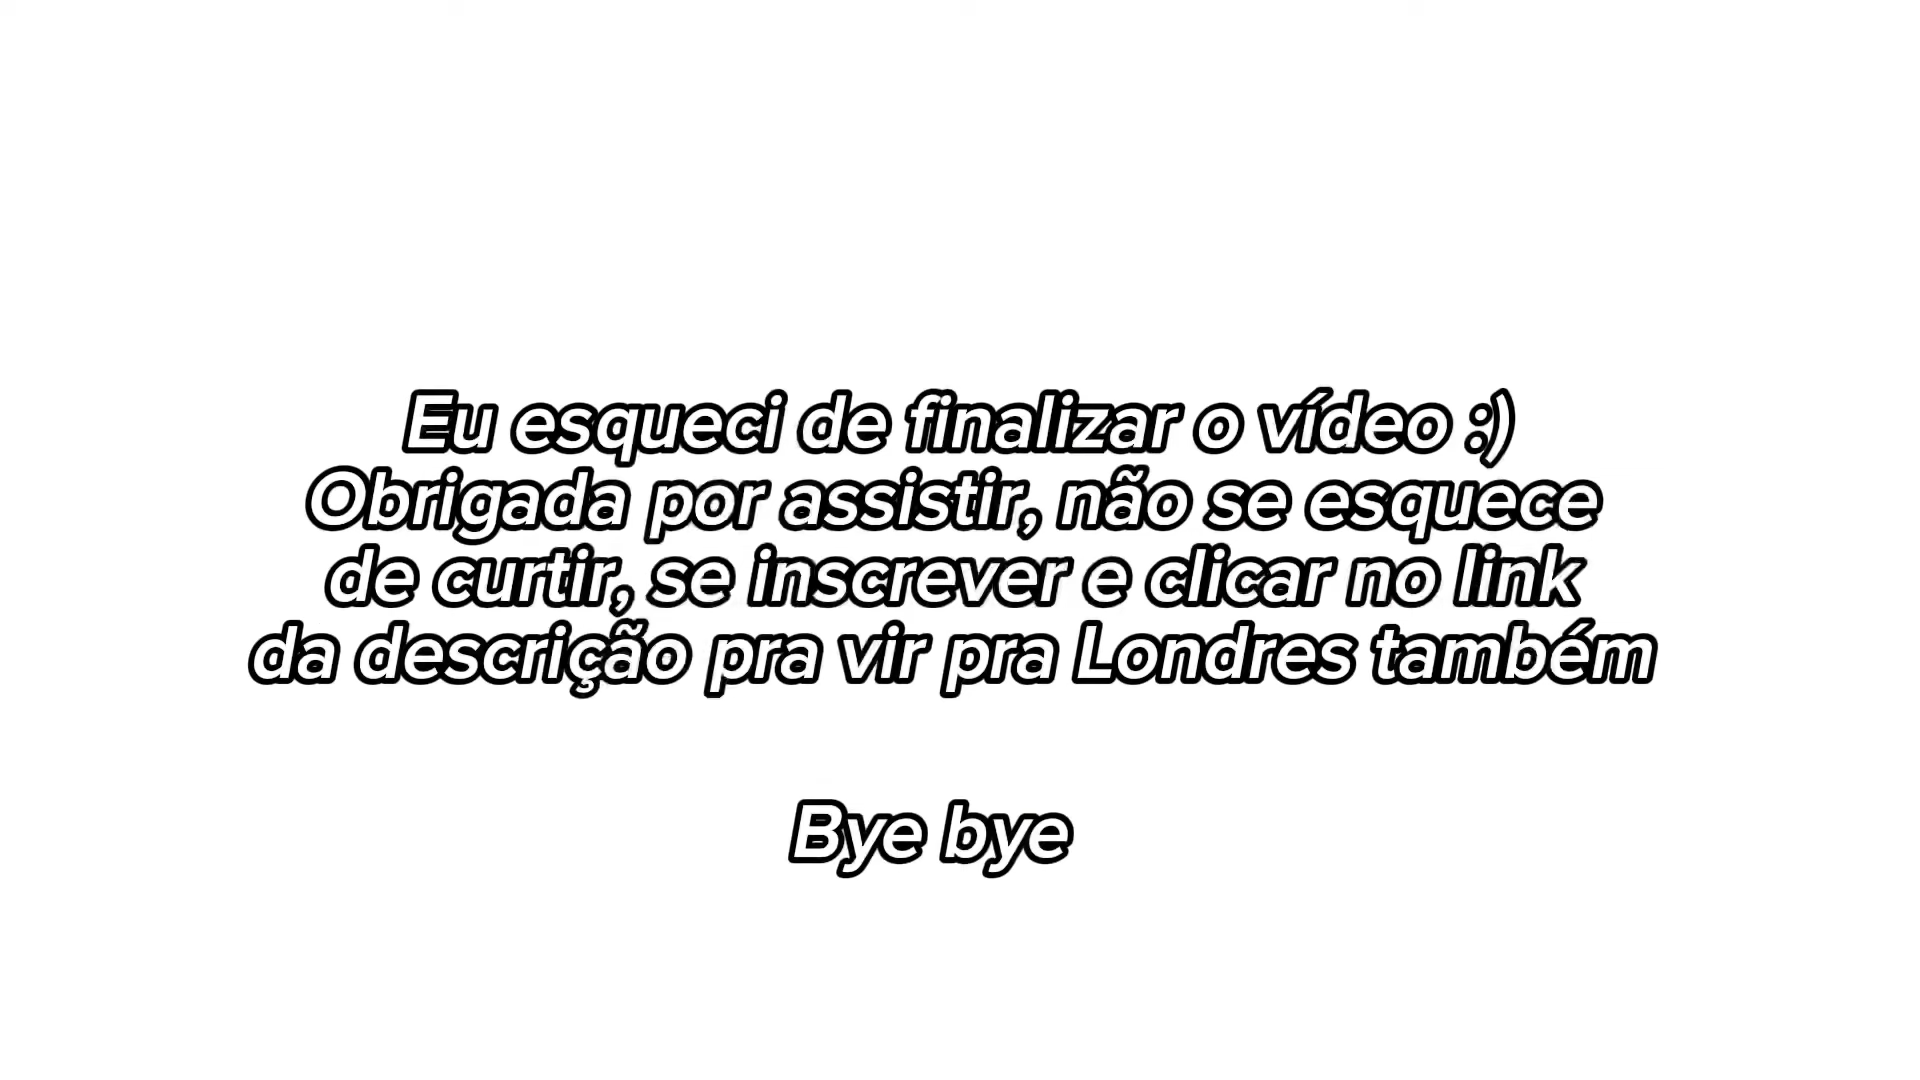 Eu esqueci de finalizar o vídeo :)
Obrigada por assistir, não se esquece
de curtir, se inscrever e clicar no link
da descrição pra vir pra Londres também
Bye bye